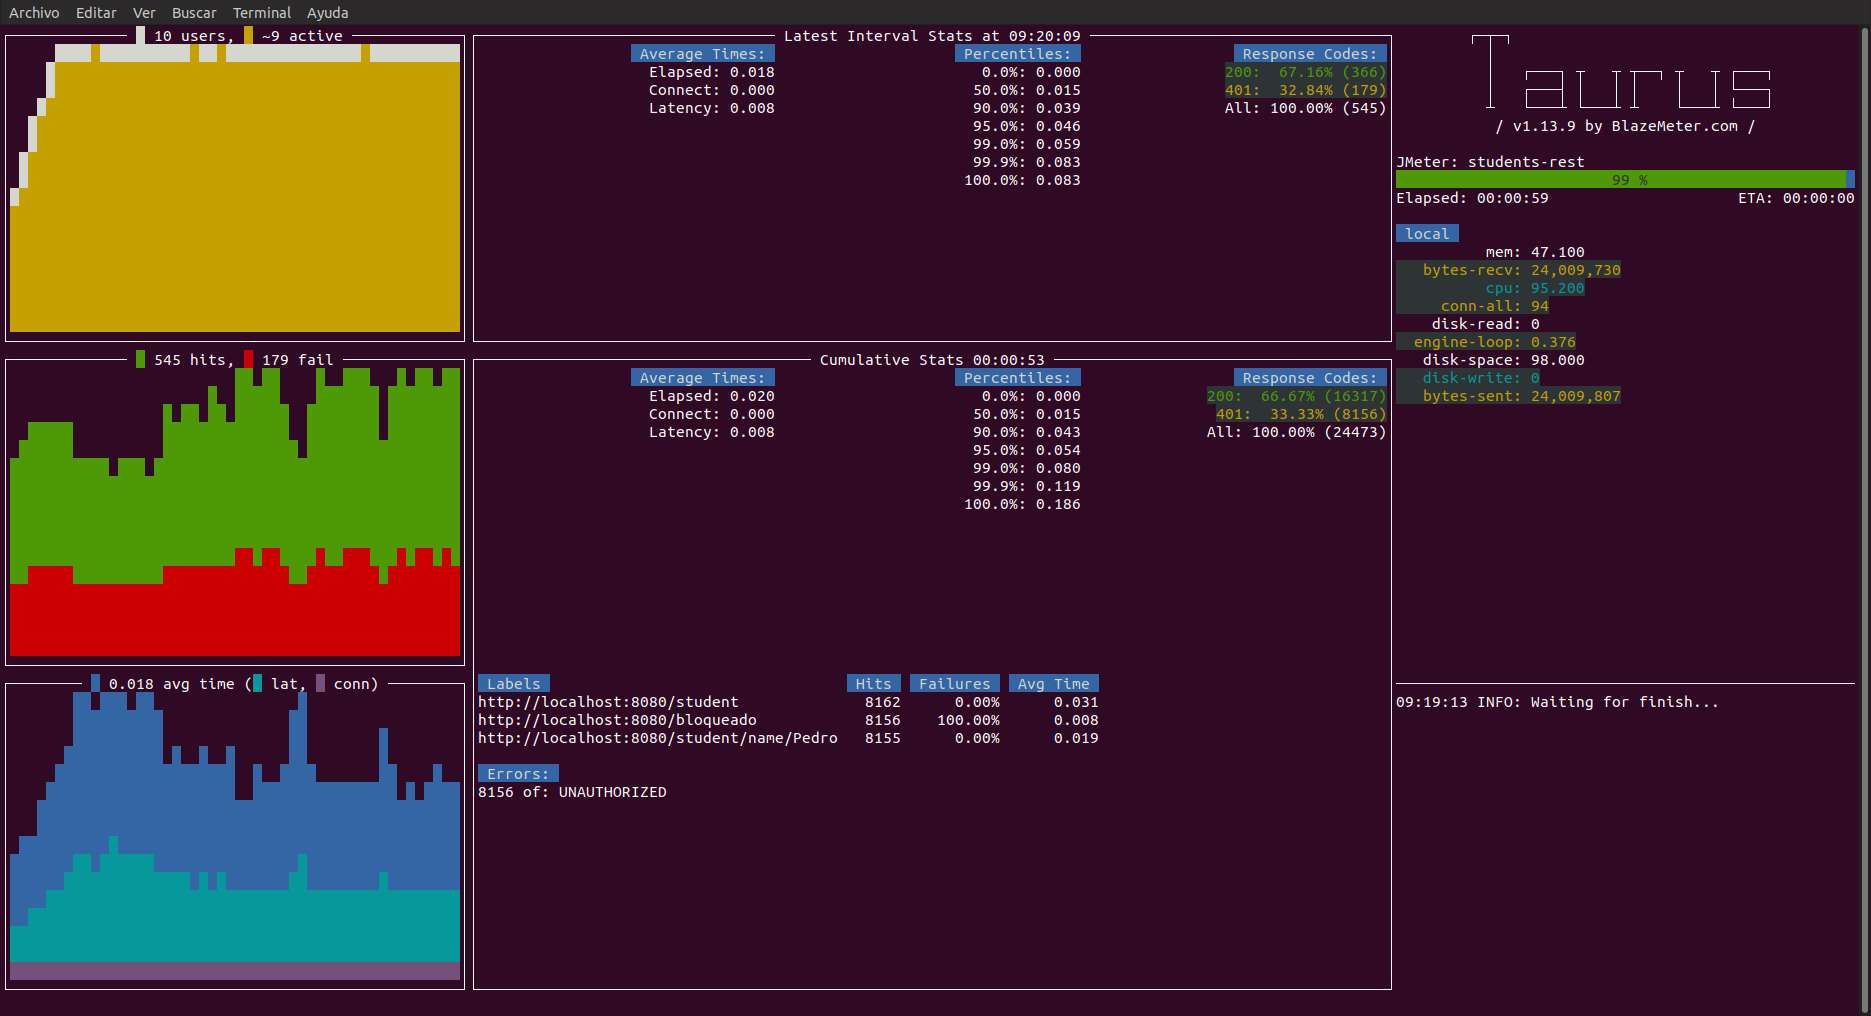 Archivo Editar Ver Buscar Terminal Ayuda
10 users, ~9 active
545 hits, 179 fail
0.018 avg time ( lat, conn)
Latest Interval Stats at 09:20:09
Average Times: Percentiles: Response Codes:
Elapsed: 0.018 0.0%: 0.000 200: 67.16% (366)
Connect: 0.000 50.0%: 0.015 401: 32.84% (179)
Latency: 0.008 90.0%: 0.039 All: 100.00% (545)
95.0%: 0.046
99.0%: 0.059
99.9%: 0.083
100.0%: 0.083
Cumulative Stats 00:00:53
Average Times: Percentiles: Response Codes:
Elapsed: 0.020 0.0%: 0.000 200: 66.67% (16317)
Connect: 0.000 50.0%: 0.015 401: 33.33% (8156)
Latency: 0.008 90.0%: 0.043 All: 100.00% (24473)
95.0%: 0.054
99.0%: 0.080
99.9%: 0.119
100.0%: 0.186
Labels Hits Failures Avg Time
http://localhost:8080/student 8162 0.00% 0.031
http://localhost:8080/bloqueado 8156 100.00% 0.008
http://localhost:8080/student/name/Pedro 8155 0.00% 0.019
Errors:
8156 of: UNAUTHORIZED
Taurus
/ v1.13.9 by BlazeMeter.com /
JMeter: students-rest
99 %
Elapsed: 00:00:59 ETA: 00:00:00
local
mem: 47.100
bytes-recv: 24,009,730
cpu: 95.200
conn-all: 94
disk-read: 0
engine-loop: 0.376
disk-space: 98.000
disk-write: 0
bytes-sent: 24,009,807
09:19:13 INFO: Waiting for finish...